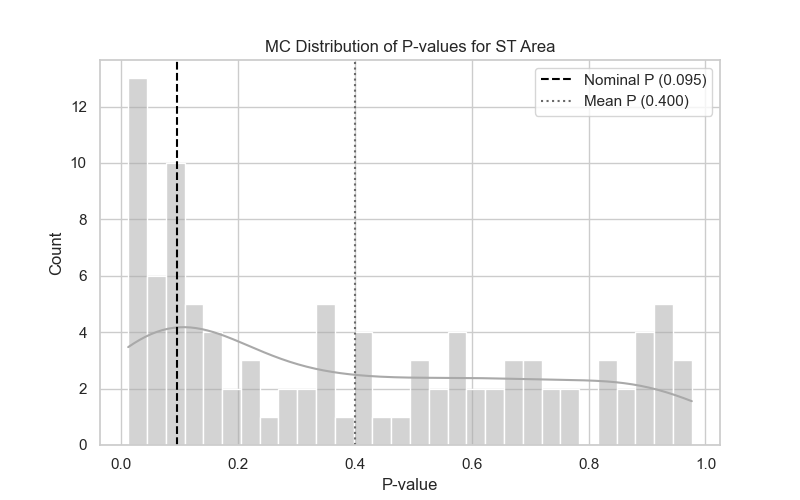 MC Distribution of P-values for ST Area
Nominal P (0.095)
Mean P (0.400)
Count
12
10
8
6
4
2
0
0.0 0.2 0.4 0.6 0.8 1.0
P-value